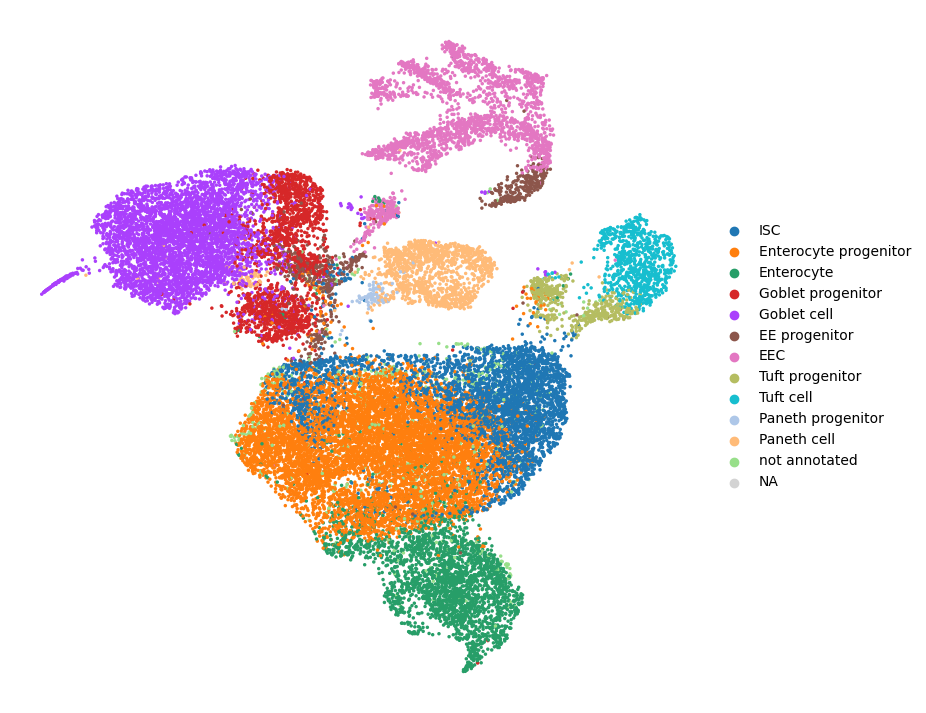 ISC
Enterocyte progenitor
Enterocyte
Goblet progenitor
Goblet cell
EE progenitor
EEC
Tuft progenitor
Tuft cell
Paneth progenitor
Paneth cell
not annotated
NA